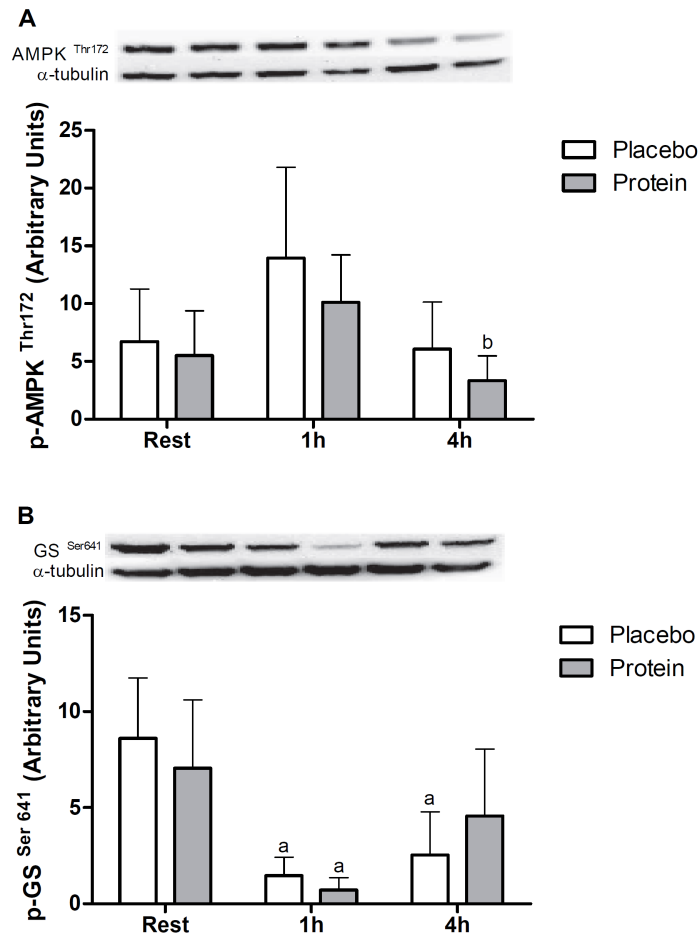 A
AMPK Thr172
α-tubulin
p-AMPK Thr172 (Arbitrary Units)
25
20
15
10
5
0
b
Rest 1h 4h
Placebo
Protein
B
GS Ser641
α-tubulin
p-GS Ser 641 (Arbitrary Units)
15
10
5
0
a
a
a
Rest 1h 4h
Placebo
Protein